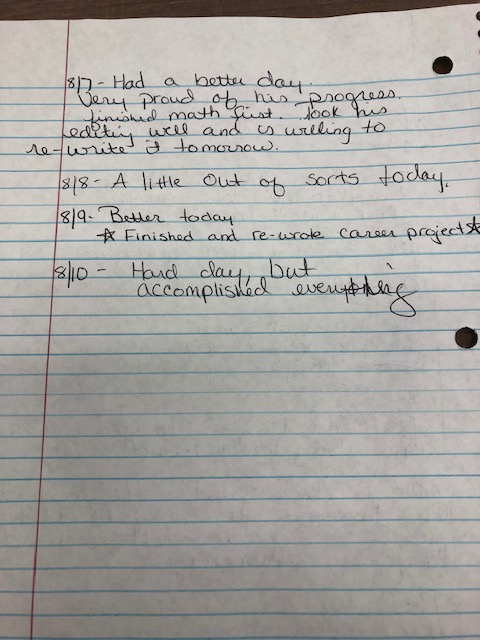 8/7 - Had a better day.
Very proud of his progress.
finished math first. Took his
editing well and is willing to
re-write it tomorrow.
8/8 - A little out of sorts today.
8/9 - Better today
☆ Finished and re-wrote career project ☆
8/10 - Hard day, but
accomplished everything